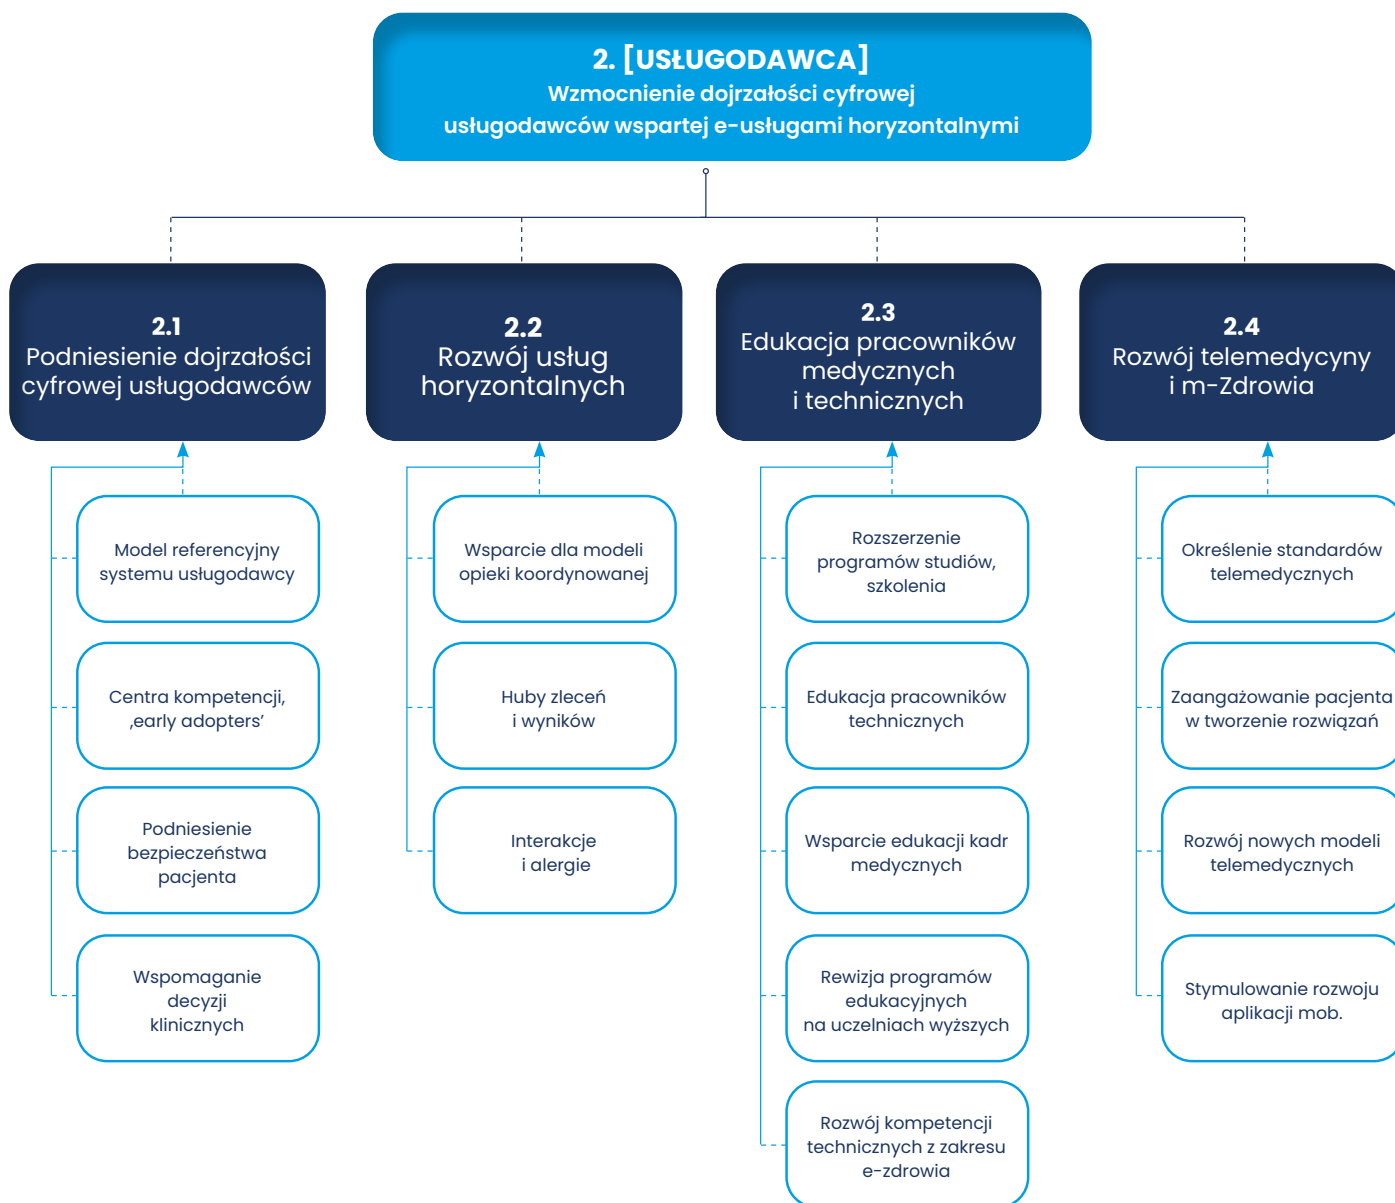 2. [USŁUGODAWCA]
Wzmocnienie dojrzałości cyfrowej
usługodawców wspartej e-usługami horyzontalnymi
2.1
Podniesienie dojrzałości
cyfrowej usługodawców
Model referencyjny
systemu usługodawcy
Centra kompetencji,
‚early adopters’
Podniesienie
bezpieczeństwa
pacjenta
Wspomaganie
decyzji
klinicznych
2.2
Rozwój usług
horyzontalnych
Wsparcie dla modeli
opieki koordynowanej
Huby zleceń
i wyników
Interakcje
i alergie
2.3
Edukacja pracowników
medycznych
i technicznych
Rozszerzenie
programów studiów,
szkolenia
Edukacja pracowników
technicznych
Wsparcie edukacji kadr
medycznych
Rewizja programów
edukacyjnych
na uczelniach wyższych
Rozwój kompetencji
technicznych z zakresu
e-zdrowia
2.4
Rozwój telemedycyny
i m-Zdrowia
Określenie standardów
telemedycznych
Zaangażowanie pacjenta
w tworzenie rozwiązań
Rozwój nowych modeli
telemedycznych
Stymulowanie rozwoju
aplikacji mob.